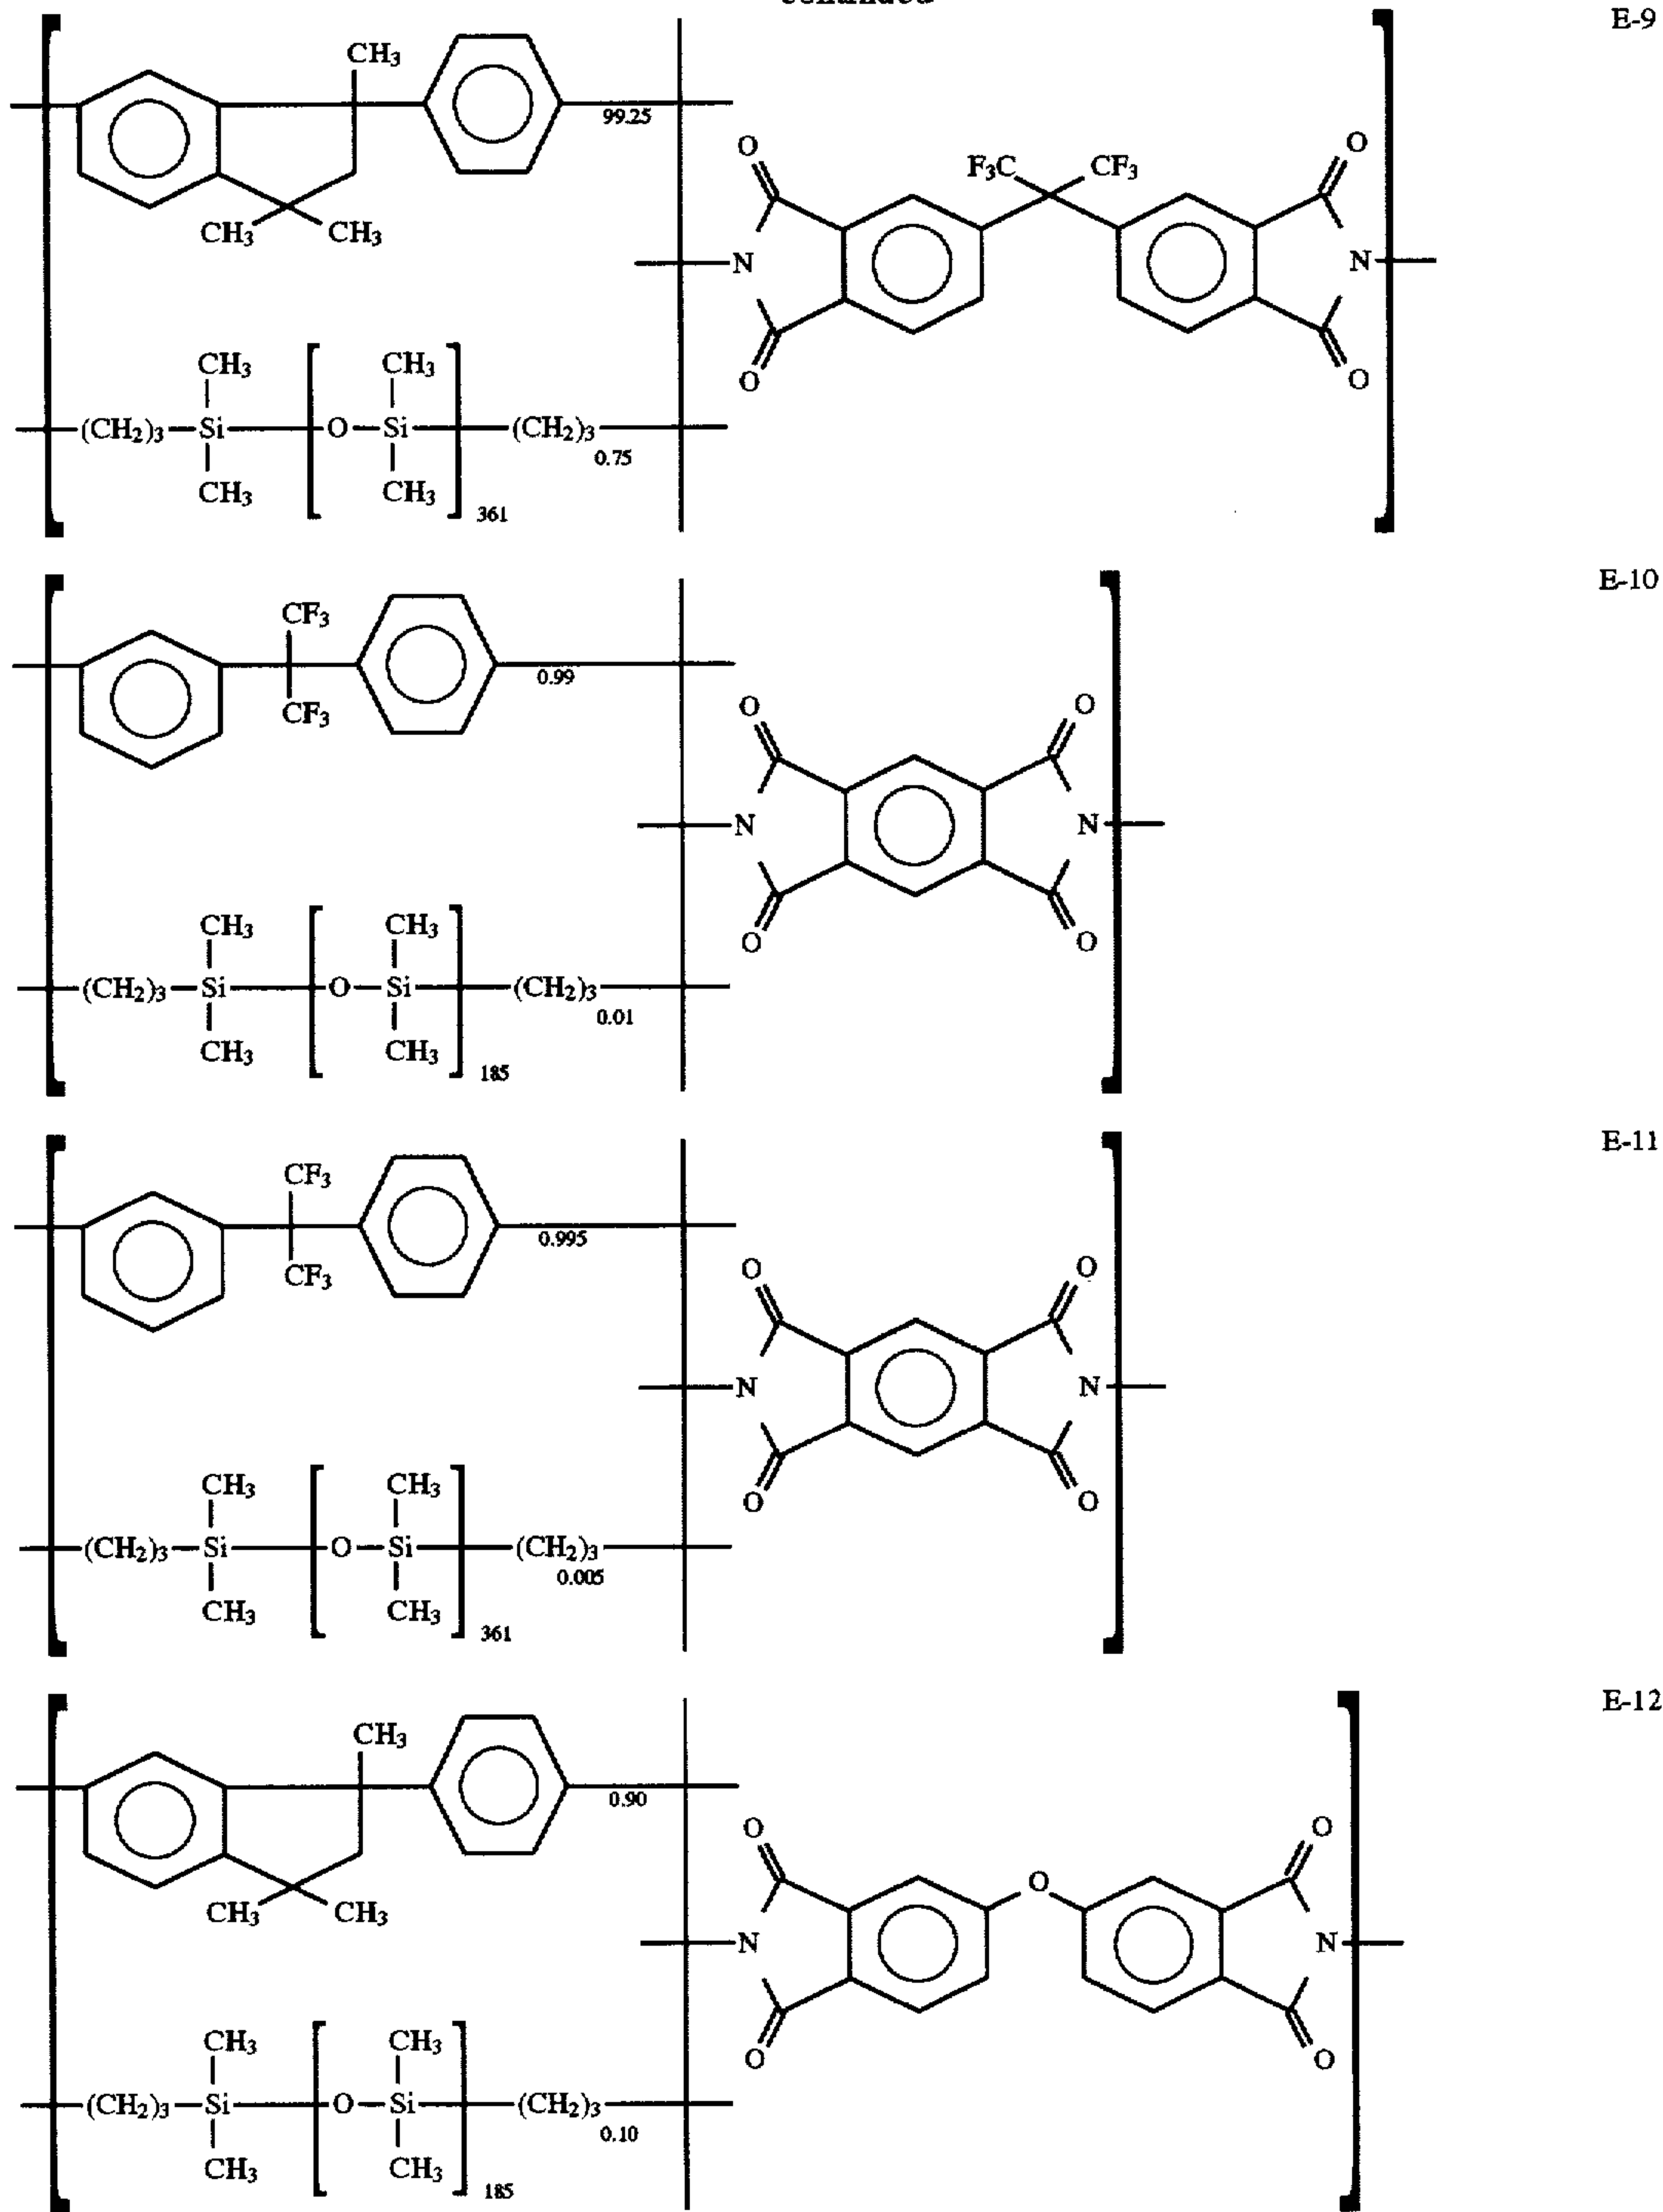 continued
E-9
CH3
99.25
O
F3C CF3 O
CH3 CH3
N N
O O
CH3 CH3
(CH2)3 Si O Si (CH2)3
0.75
CH3 CH3
361
E-10
CF3
0.99
CF3
O O
N N
O O
CH3 CH3
(CH2)3 Si O Si (CH2)3
0.01
CH3 CH3
185
E-11
CF3
0.995
CF3
O O
N N
O O
CH3 CH3
(CH2)3 Si O Si (CH2)3
0.005
CH3 CH3
361
E-12
CH3
0.90
O O
O
CH3 CH3
N N
O O
CH3 CH3
(CH2)3 Si O Si (CH2)3
0.10
CH3 CH3
185